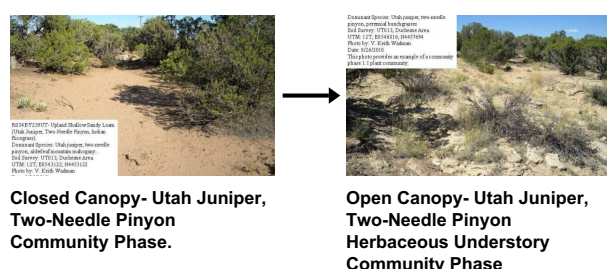 Dominant Species: Utah juniper, two-needle
pinyon, perennial bunchgrasses.
Soil Survey: UT013, Duchesne Area
UTM: 12T; E0546816; N4457694
Photo by: V. Keith Wadman
Date: 8/26/2010
This photo provides an example of a community
phase 1.1 plant community.
R034BY239UT- Upland Shallow Sandy Loam
(Utah Juniper, Two-Needle Pinyon, Indian
Ricegrass).
Dominant Species: Utah juniper, two-needle
pinyon, alderleaf mountain mahogany.
Soil Survey: UT013, Duchesne Area
UTM: 12T; E0543122; N4453122
Photo by: V. Keith Wadman
Closed Canopy- Utah Juniper,
Two-Needle Pinyon
Community Phase.
Open Canopy- Utah Juniper,
Two-Needle Pinyon
Herbaceous Understory
Community Phase